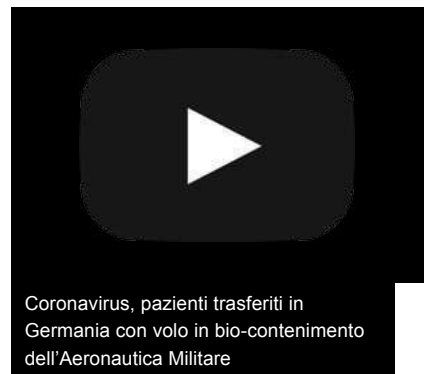 Coronavirus, pazienti trasferiti in
Germania con volo in bio-contenimento
dell’Aeronautica Militare